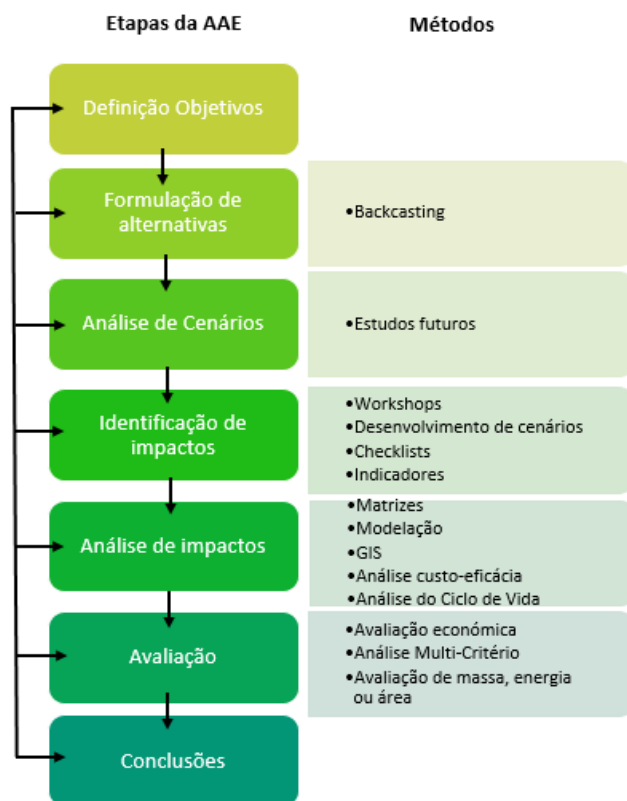 Etapas da AAE
Métodos
Definição Objetivos
Formulação de
alternativas
•Backcasting
Análise de Cenários
•Estudos futuros
Identificação de
impactos
•Workshops
•Desenvolvimento de cenários
•Checklists
•Indicadores
Análise de impactos
•Matrizes
•Modelação
•GIS
•Análise custo-eficácia
•Análise do Ciclo de Vida
Avaliação
•Avaliação económica
•Análise Multi-Critério
•Avaliação de massa, energia
ou área
Conclusões